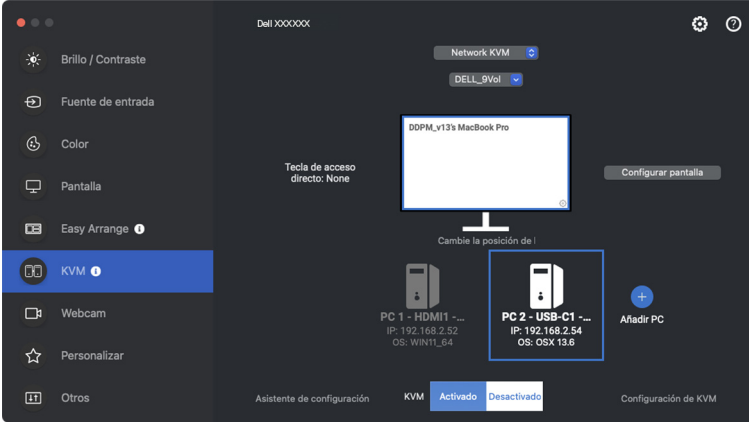 Dell XXXXXX
Brillo / Contraste
Fuente de entrada
Color
Pantalla
Easy Arrange
KVM
Webcam
Personalizar
Otros
Network KVM
DELL_9Vol
DDPM_v13's MacBook Pro
Tecla de acceso
directo: None
Configurar pantalla
Cambie la posición de
PC 1 - HDMI1 -...
IP: 192.168.2.52
OS: WIN11_64
PC 2 - USB-C1 -...
IP: 192.168.2.54
OS: OSX 13.6
Añadir PC
Asistente de configuración
KVM
Activado
Desactivado
Configuración de KVM